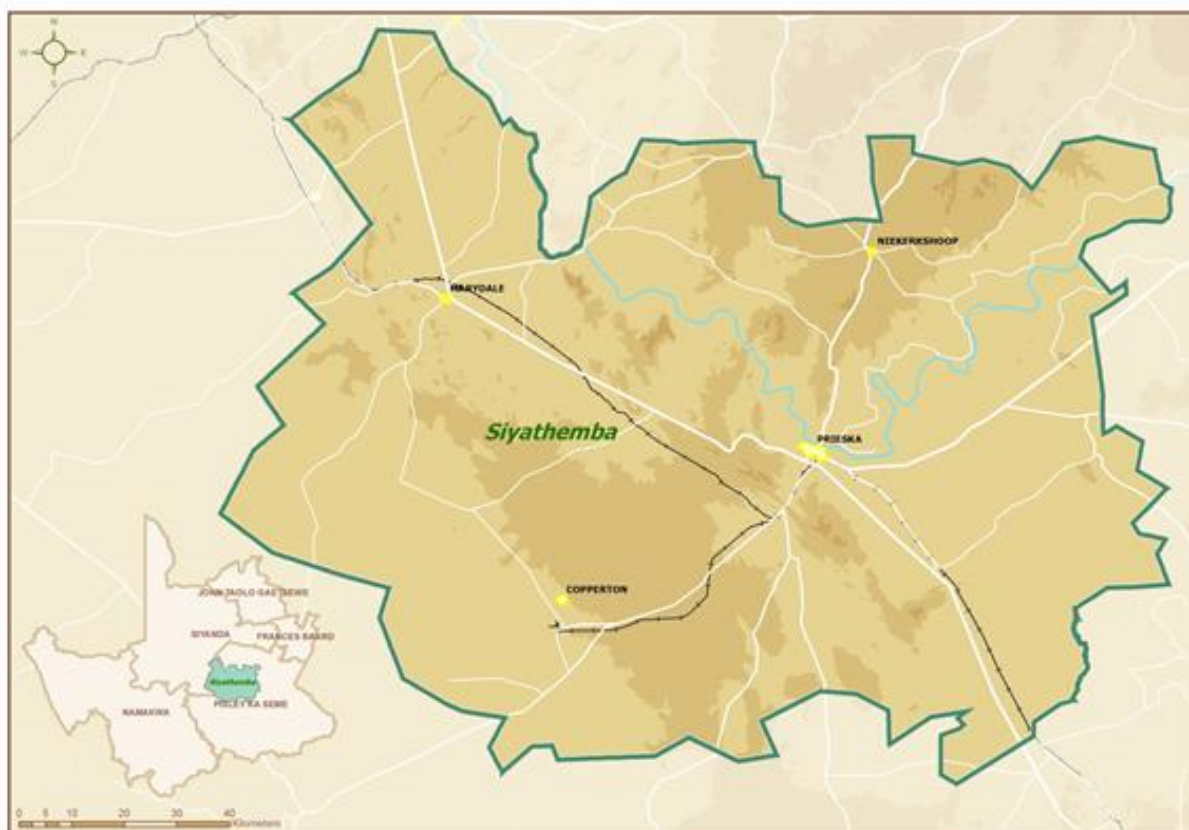 N
W E
S
NIEKERKSHOOP
MARYDALE
Siyathemba
PRIESKA
COPPERTON
JOHN TAOLO GAETSEWE
SIYANDA
FRANCES BAARD
Siyathemba
PIXLEY KA SEME
NAMAKWA
0 5 10 20 30 40
Kilometers